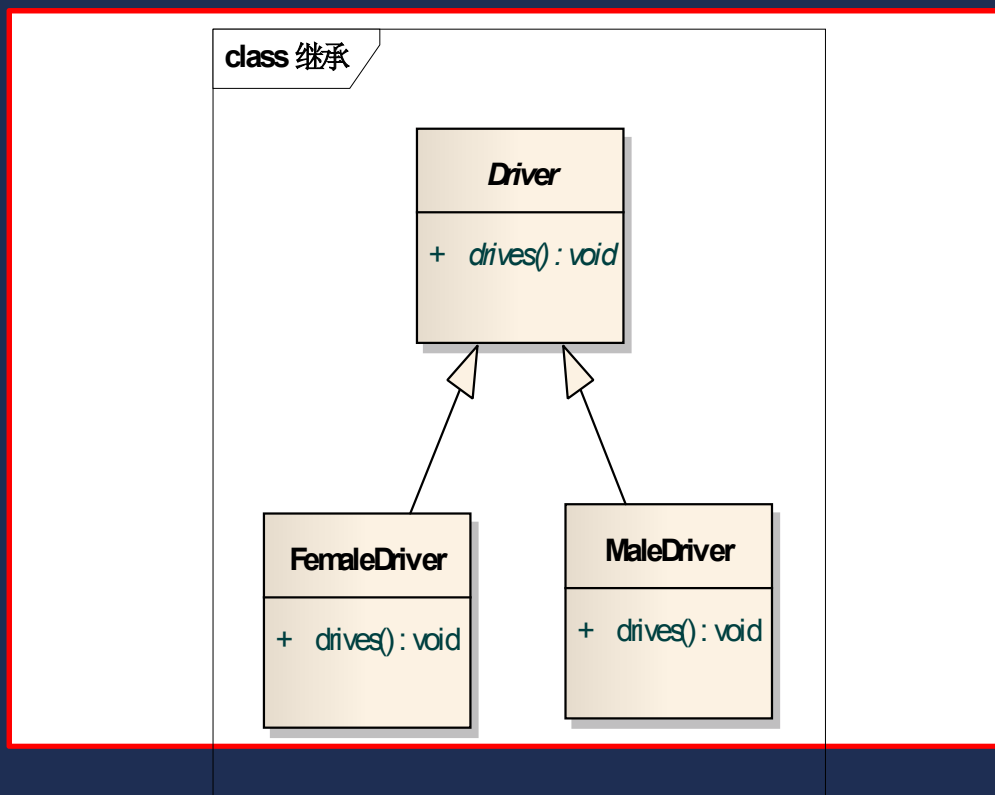 class 继承
Driver
+ drives() : void
FemaleDriver
+ drives() : void
MaleDriver
+ drives() : void